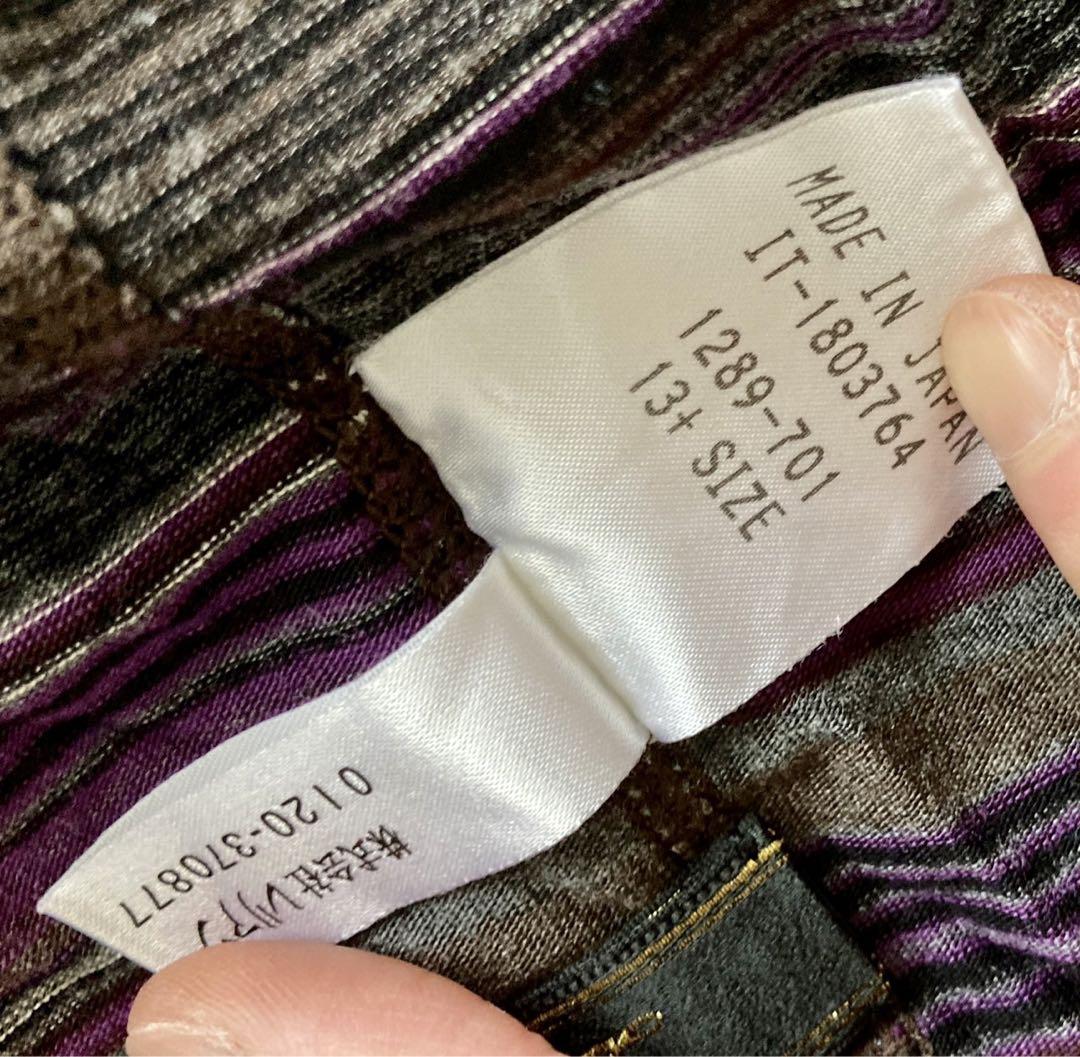 MADE IN JAPAN
IT-1803764
1289-701
13† SIZE
株式会社レリアン
0120-370877